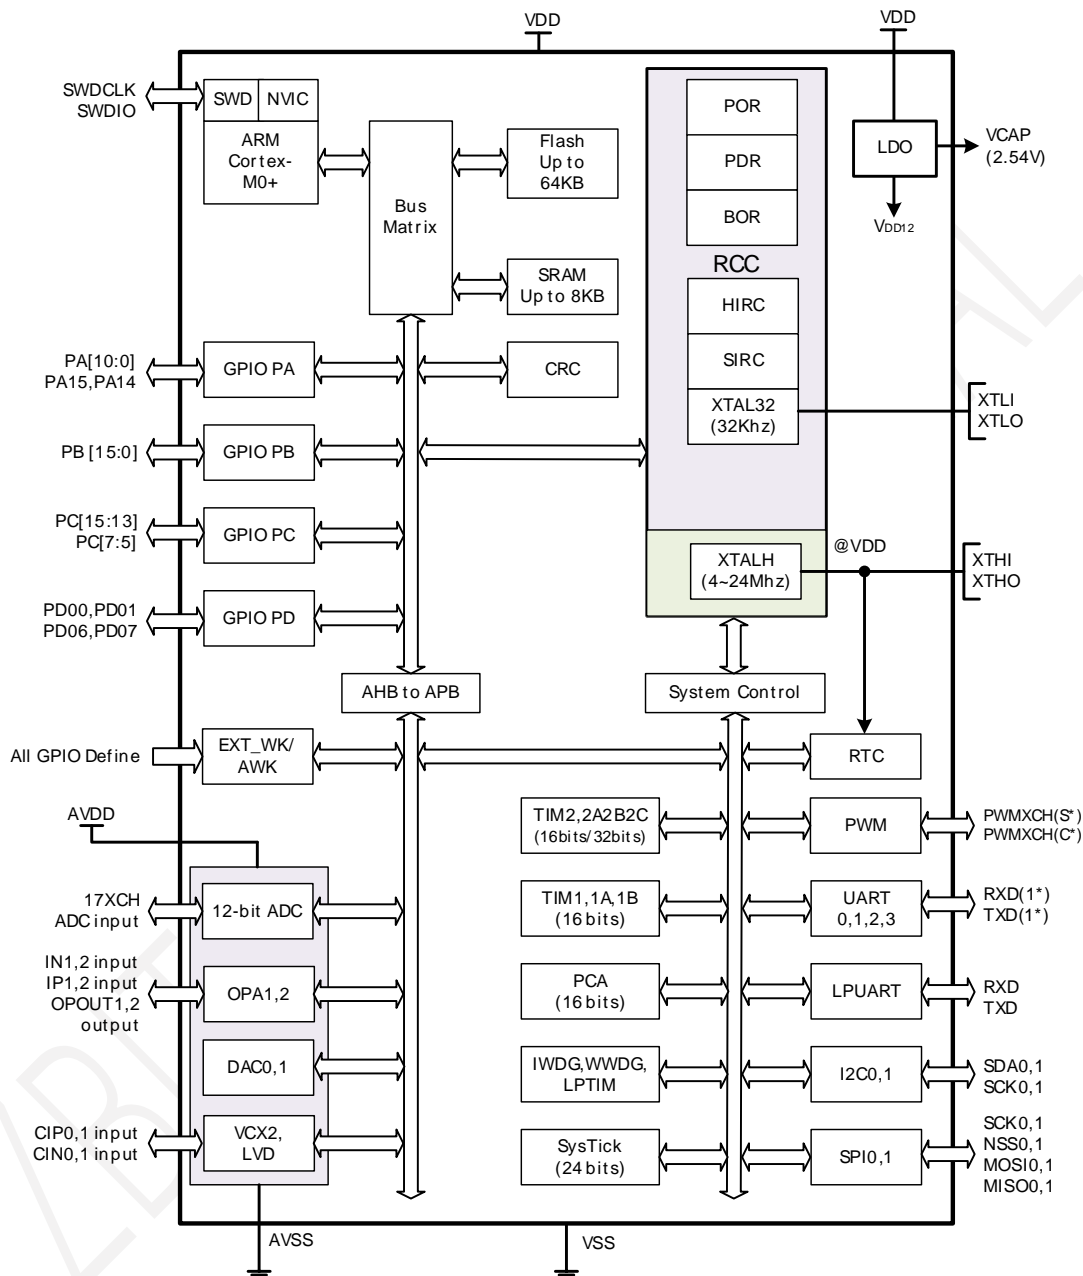 VDD
VDD
SWDCLK
SWDIO
SWD
NVIC
ARM
Cortex-
M0+
Bus
Matrix
Flash
Up to
64KB
SRAM
Up to 8KB
POR
PDR
BOR
RCC
HIRC
SIRC
XTAL32
(32Khz)
LDO
VCAP
(2.54V)
VDD12
XTLI
XTLO
PA[10:0]
PA15,PA14
GPIO PA
CRC
PB [15:0]
GPIO PB
PC[15:13]
PC[7:5]
GPIO PC
XTALH
(4~24Mhz)
@VDD
XTHI
XTHO
PD00,PD01
PD06,PD07
GPIO PD
AHB to APB
System Control
All GPIO Define
EXT_WK/
AWK
RTC
AVDD
TIM2,2A2B2C
(16bits/32bits)
PWM
PWMXCH(S*)
PWMXCH(C*)
17XCH
ADC input
12-bit ADC
TIM1,1A,1B
(16bits)
UART
0,1,2,3
RXD(1*)
TXD(1*)
IN1,2 input
IP1,2 input
OPOUT1,2
output
OPA1,2
PCA
(16bits)
LPUART
RXD
TXD
DAC0,1
IWDG,WWDG,
LPTIM
I2C0,1
SDA0,1
SCK0,1
CIP0,1 input
CIN0,1 input
VCX2,
LVD
SysTick
(24bits)
SPI0,1
SCK0,1
NSS0,1
MOSI0,1
MISO0,1
AVSS
VSS